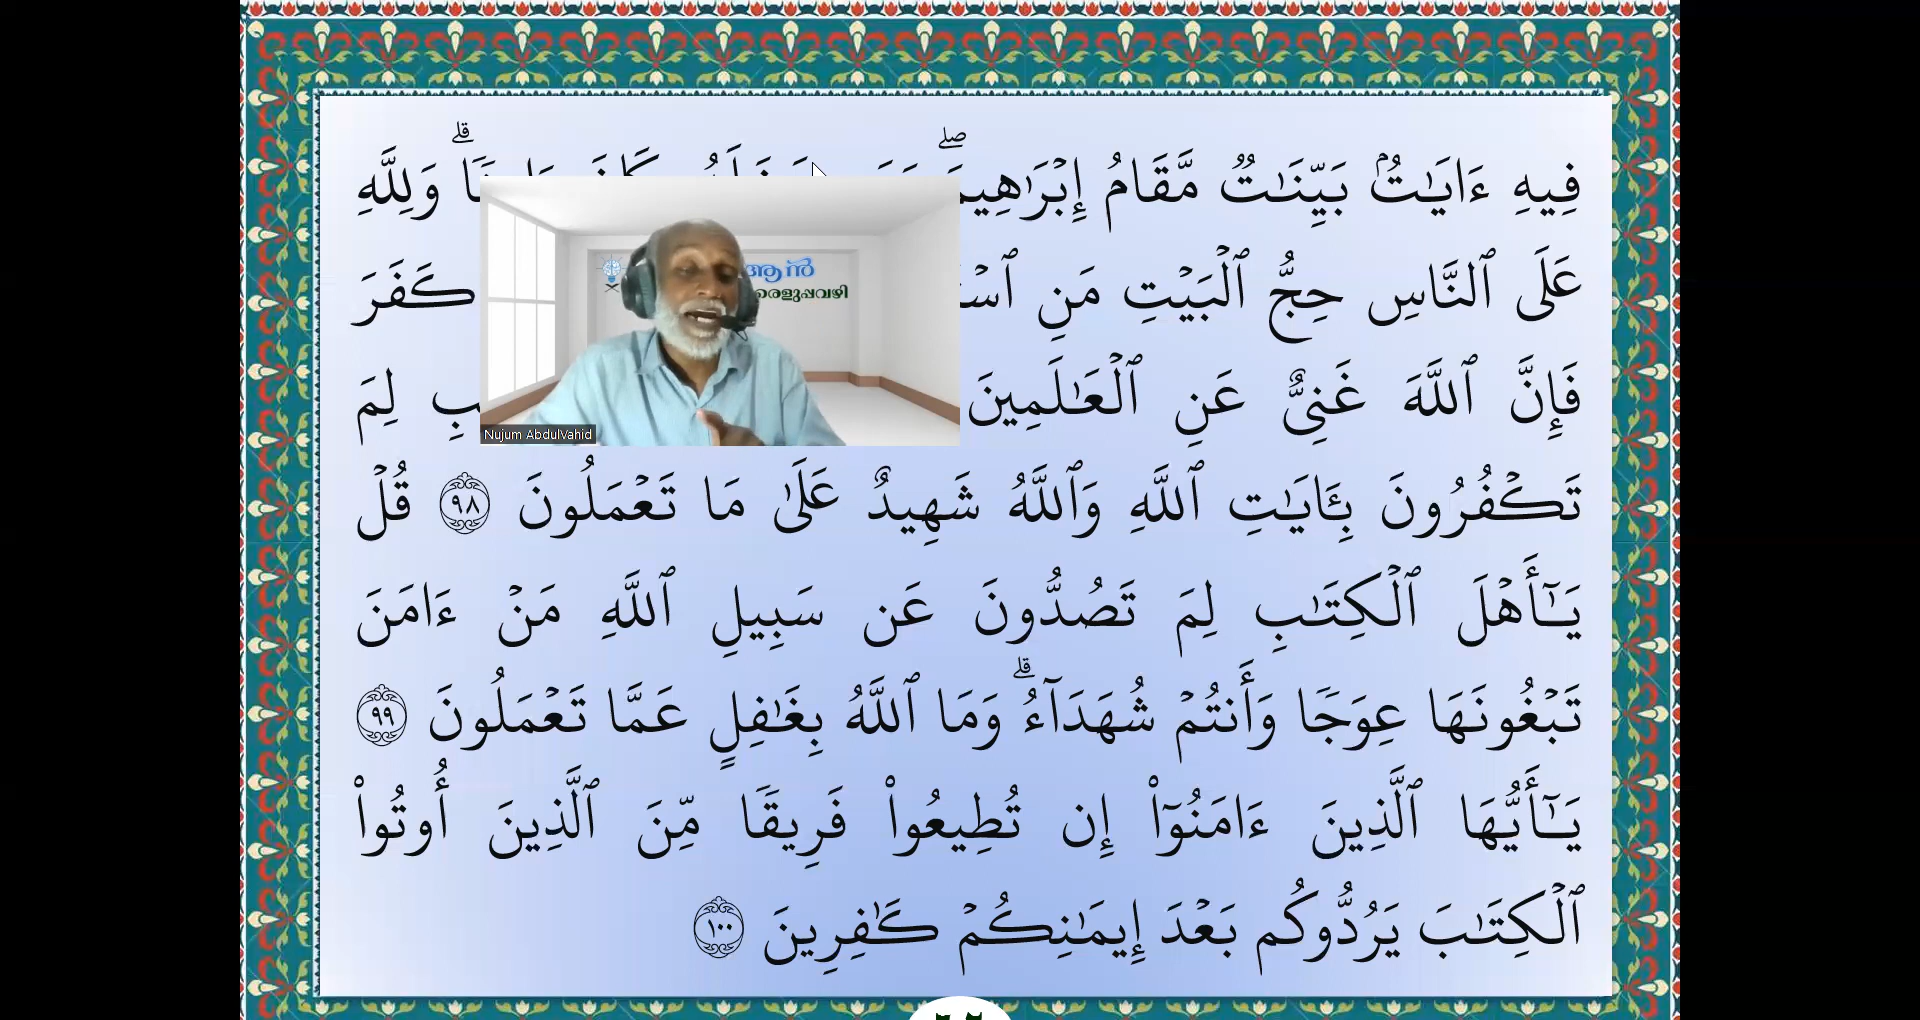 فِيهِ ءَايَـٰتُۢ بَيِّنَـٰتٌ مَّقَامُ إِبۡرَٰهِيمَۖ وَلِلَّهِ
عَلَى ٱلنَّاسِ حِجُّ ٱلۡبَيۡتِ مَنِ كَفَرَ
فَإِنَّ ٱللَّهَ غَنِيٌّ عَنِ ٱلۡعَـٰلَمِينَ لِمَ
تَكۡفُرُونَ بِـَٔايَـٰتِ ٱللَّهِ وَٱللَّهُ شَهِيدٌ عَلَىٰ مَا تَعۡمَلُونَ ٩٨ قُلۡ
يَـٰٓأَهۡلَ ٱلۡكِتَـٰبِ لِمَ تَصُدُّونَ عَن سَبِيلِ ٱللَّهِ مَنۡ ءَامَنَ
تَبۡغُونَهَا عِوَجٗا وَأَنتُمۡ شُهَدَآءُۗ وَمَا ٱللَّهُ بِغَـٰفِلٍ عَمَّا تَعۡمَلُونَ ٩٩
يَـٰٓأَيُّهَا ٱلَّذِينَ ءَامَنُوٓاْ إِن تُطِيعُواْ فَرِيقٗا مِّنَ ٱلَّذِينَ أُوتُواْ
ٱلۡكِتَـٰبَ يَرُدُّوكُم بَعۡدَ إِيمَـٰنِكُمۡ كَـٰفِرِينَ ١٠٠
Nujum AbdulVahid